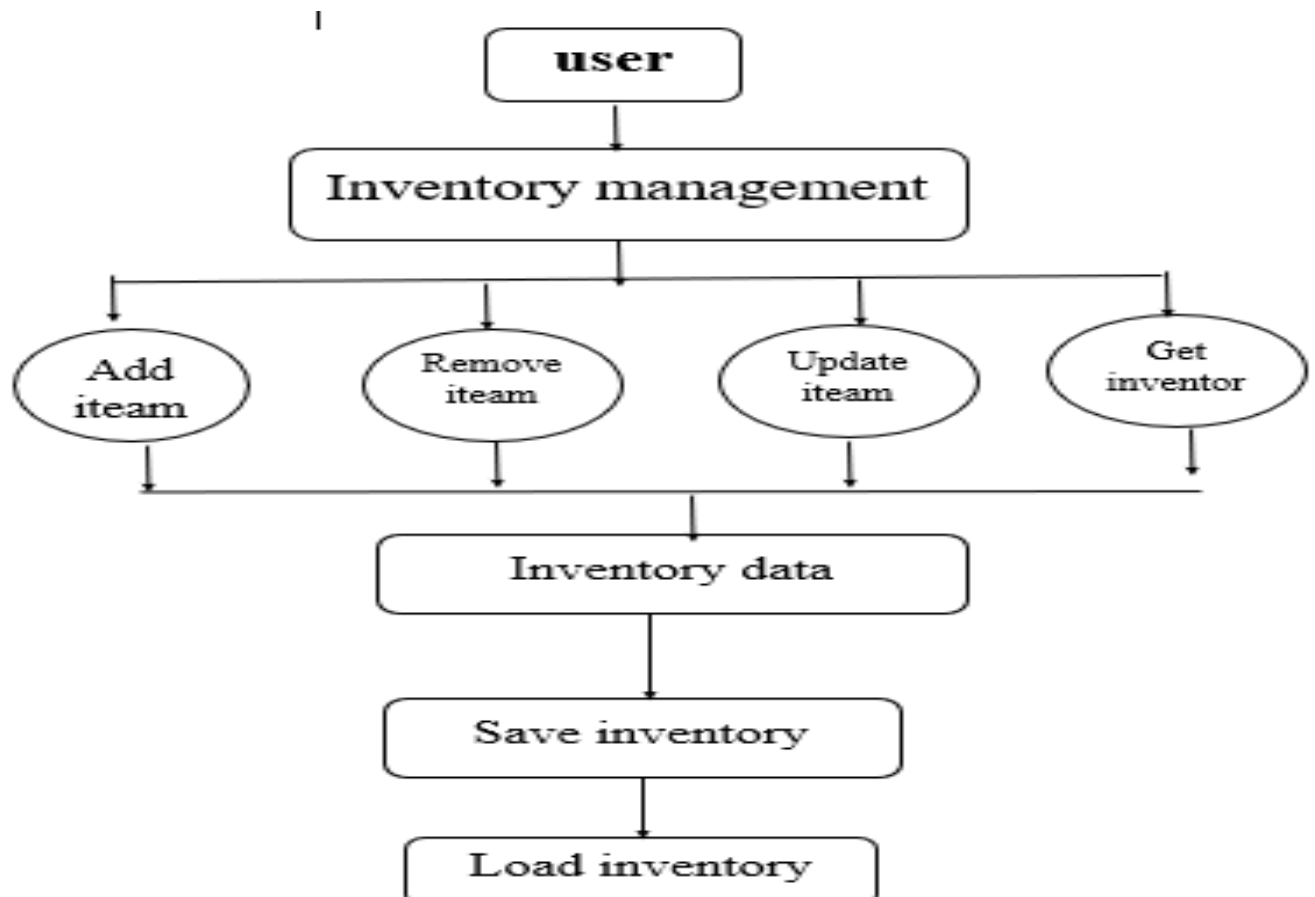 user
Inventory management
Add
iteam
Remove
iteam
Update
iteam
Get
inventor
Inventory data
Save inventory
Load inventory